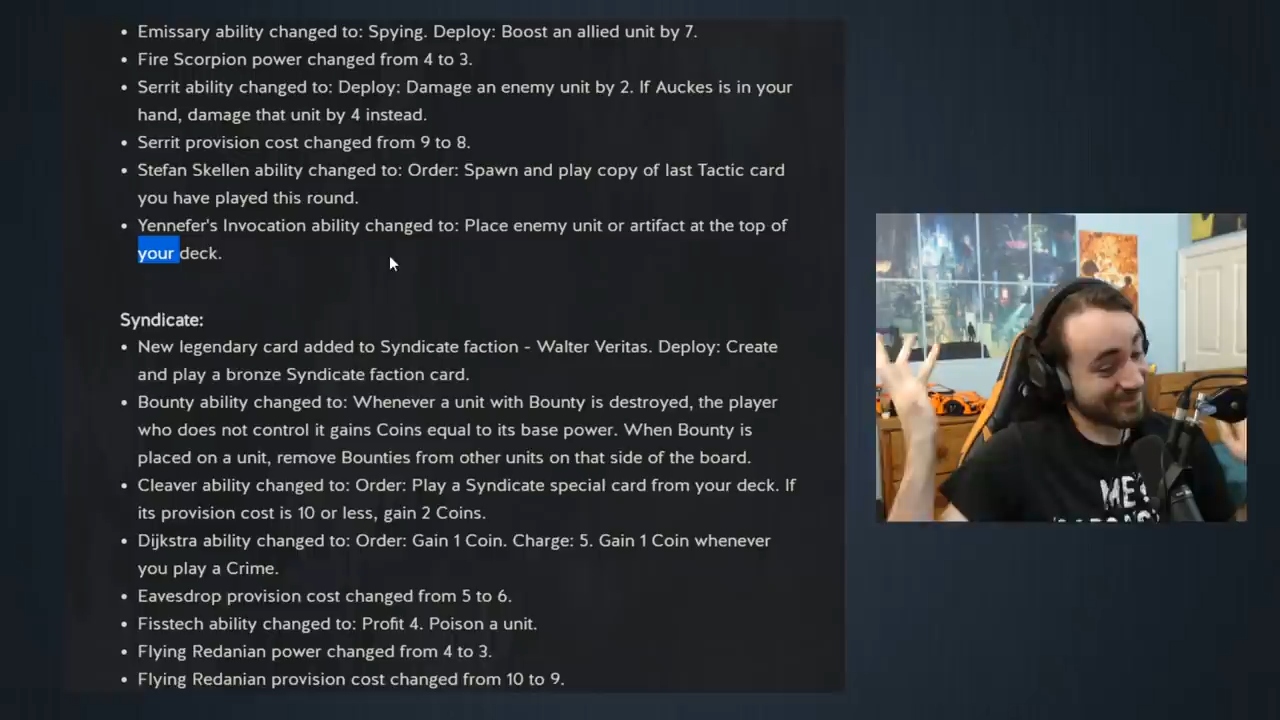 • Emissary ability changed to: Spying. Deploy: Boost an allied unit by 7.
• Fire Scorpion power changed from 4 to 3.
• Serrit ability changed to: Deploy: Damage an enemy unit by 2. If Auckes is in your
hand, damage that unit by 4 instead.
• Serrit provision cost changed from 9 to 8.
• Stefan Skellen ability changed to: Order: Spawn and play copy of last Tactic card
you have played this round.
• Yennefer's Invocation ability changed to: Place enemy unit or artifact at the top of
your deck.
Syndicate:
• New legendary card added to Syndicate faction - Walter Veritas. Deploy: Create
and play a bronze Syndicate faction card.
• Bounty ability changed to: Whenever a unit with Bounty is destroyed, the player
who does not control it gains Coins equal to its base power. When Bounty is
placed on a unit, remove Bounties from other units on that side of the board.
• Cleaver ability changed to: Order: Play a Syndicate special card from your deck. If
its provision cost is 10 or less, gain 2 Coins.
• Dijkstra ability changed to: Order: Gain 1 Coin. Charge: 5. Gain 1 Coin whenever
you play a Crime.
• Eavesdrop provision cost changed from 5 to 6.
• Fisstech ability changed to: Profit 4. Poison a unit.
• Flying Redanian power changed from 4 to 3.
• Flying Redanian provision cost changed from 10 to 9.